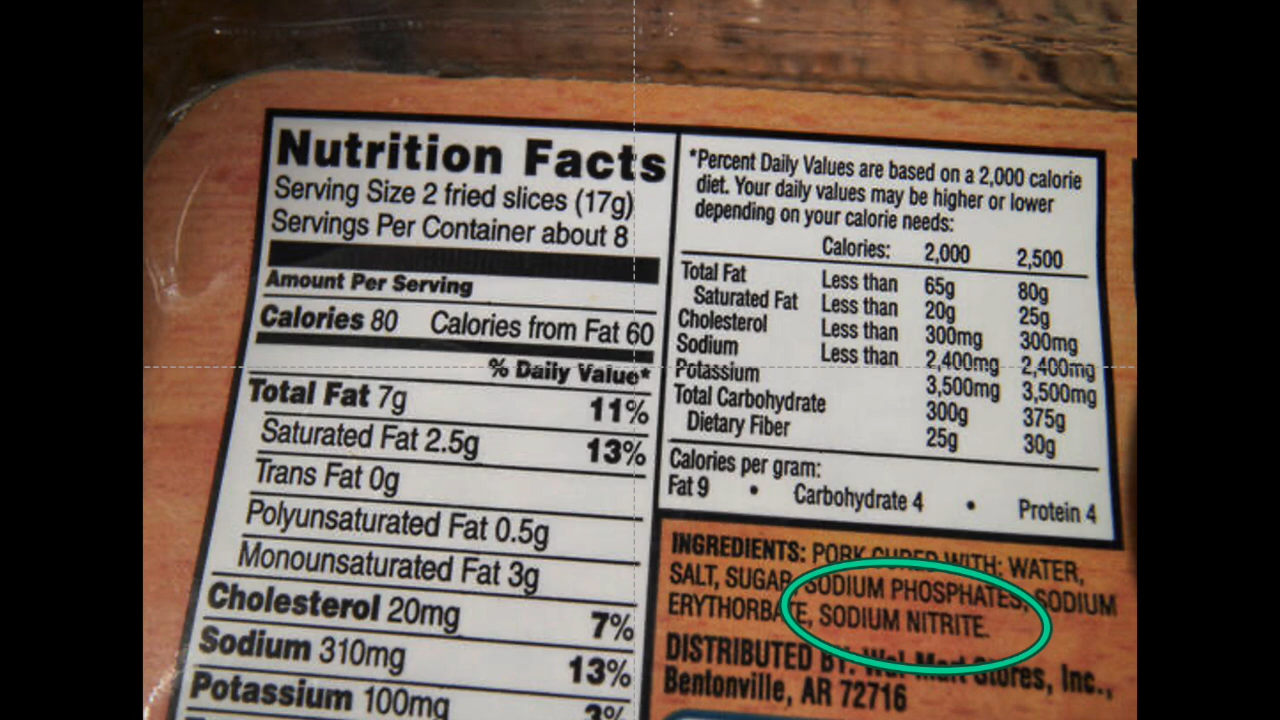 Nutrition Facts
Serving Size 2 fried slices (17g)
Servings Per Container about 8
Amount Per Serving
Calories 80 Calories from Fat 60
% Daily Value*
Total Fat 7g 11%
Saturated Fat 2.5g 13%
Trans Fat 0g
Polyunsaturated Fat 0.5g
Monounsaturated Fat 3g
Cholesterol 20mg 7%
Sodium 310mg 13%
Potassium 100mg 3%
*Percent Daily Values are based on a 2,000 calorie
diet. Your daily values may be higher or lower
depending on your calorie needs:
Calories: 2,000 2,500
Total Fat Less than 65g 80g
Saturated Fat Less than 20g 25g
Cholesterol Less than 300mg 300mg
Sodium Less than 2,400mg 2,400mg
Potassium 3,500mg 3,500mg
Total Carbohydrate 300g 375g
Dietary Fiber 25g 30g
Calories per gram:
Fat 9 • Carbohydrate 4 • Protein 4
INGREDIENTS: PORK CURED WITH: WATER,
SALT, SUGAR, SODIUM PHOSPHATES, SODIUM
ERYTHORBATE, SODIUM NITRITE.
DISTRIBUTED BY: Wal-Mart Stores, Inc.,
Bentonville, AR 72716